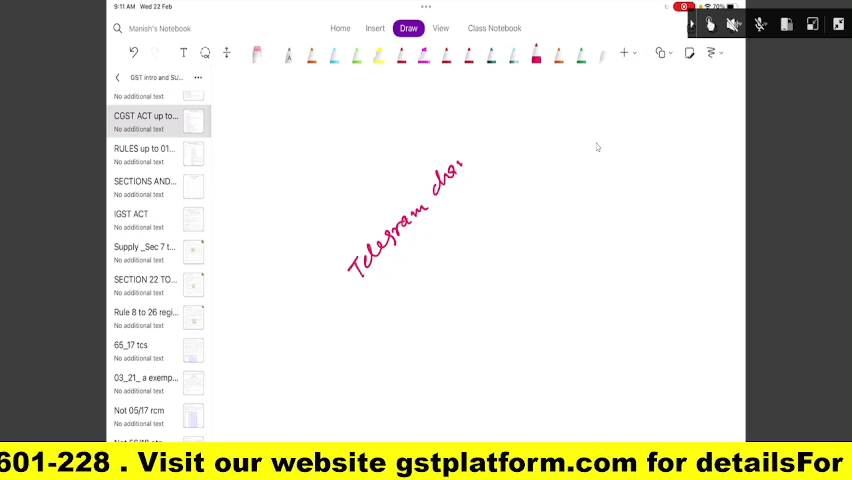 9:11 AM Wed 22 Feb
70%
Manish's Notebook
Home Insert Draw View Class Notebook
GST intro and SU...
No additional text
CGST ACT up to...
No additional text
RULES up to 01...
No additional text
SECTIONS AND...
No additional text
IGST ACT
No additional text
Supply _Sec 7 t...
No additional text
SECTION 22 TO...
No additional text
Rule 8 to 26 regi...
No additional text
65_17 tcs
No additional text
03_21_ a exemp...
No additional text
Not 05/17 rcm
No additional text
Telegram cha
601-228 . Visit our website gstplatform.com for detailsFor